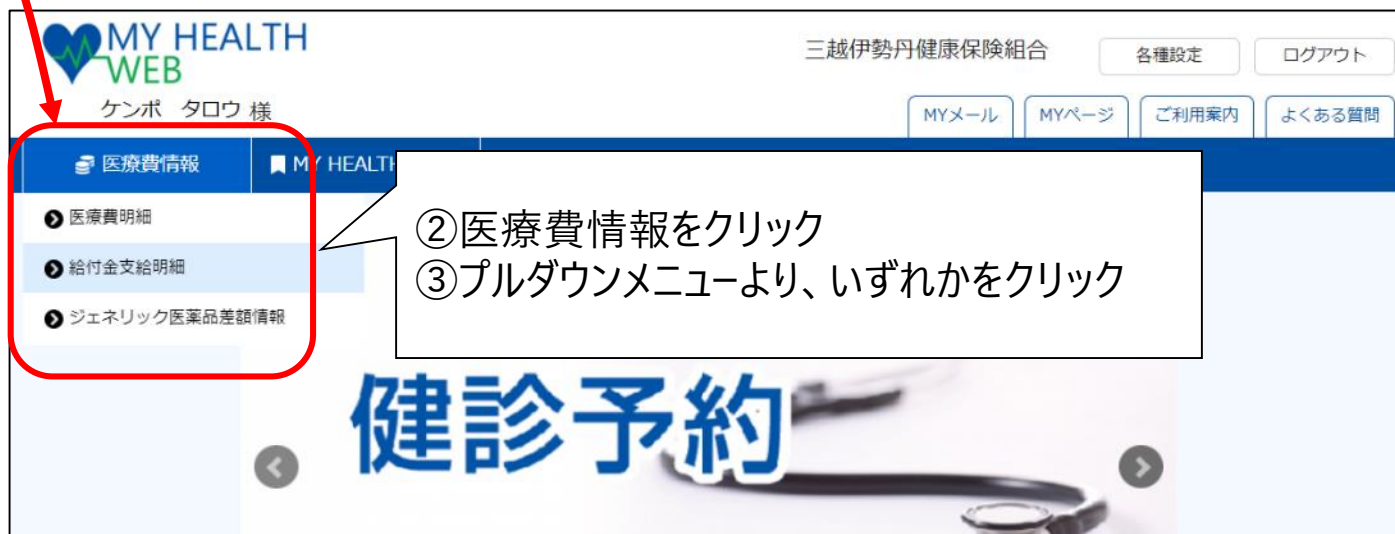 MY HEALTH
WEB
三越伊勢丹健康保険組合
各種設定
ログアウト
ケンポ タロウ 様
MYメール
MYページ
ご利用案内
よくある質問
医療費情報
MY HEALTH
医療費明細
給付金支給明細
ジェネリック医薬品差額情報
②医療費情報をクリック
③プルダウンメニューより、いずれかをクリック
健診予約